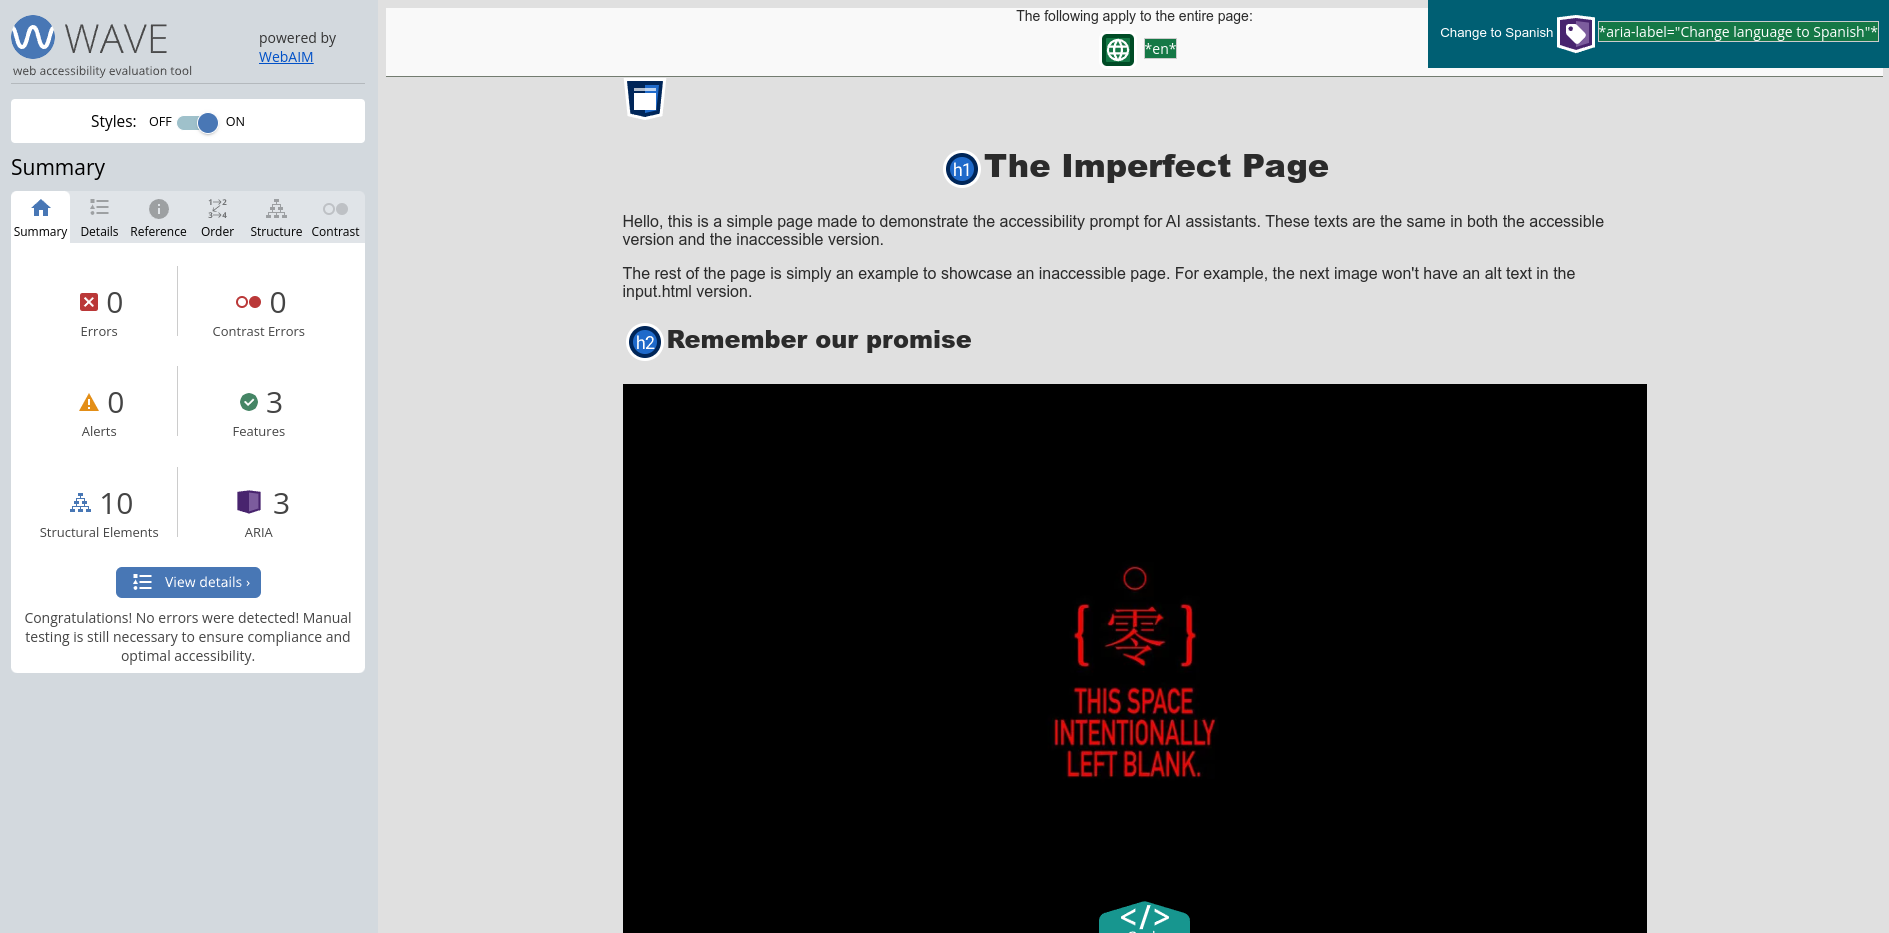 WAVE
web accessibility evaluation tool
powered by
WebAIM
Styles: OFF ON
Summary
Summary Details Reference Order Structure Contrast
0
Errors
0
Contrast Errors
0
Alerts
3
Features
10
Structural Elements
3
ARIA
View details ›
Congratulations! No errors were detected! Manual
testing is still necessary to ensure compliance and
optimal accessibility.
The following apply to the entire page:
*en*
Change to Spanish *aria-label="Change language to Spanish"*
h1 The Imperfect Page
Hello, this is a simple page made to demonstrate the accessibility prompt for AI assistants. These texts are the same in both the accessible
version and the inaccessible version.
The rest of the page is simply an example to showcase an inaccessible page. For example, the next image won't have an alt text in the
input.html version.
h2 Remember our promise
{ 零 }
THIS SPACE
INTENTIONALLY
LEFT BLANK.
</>